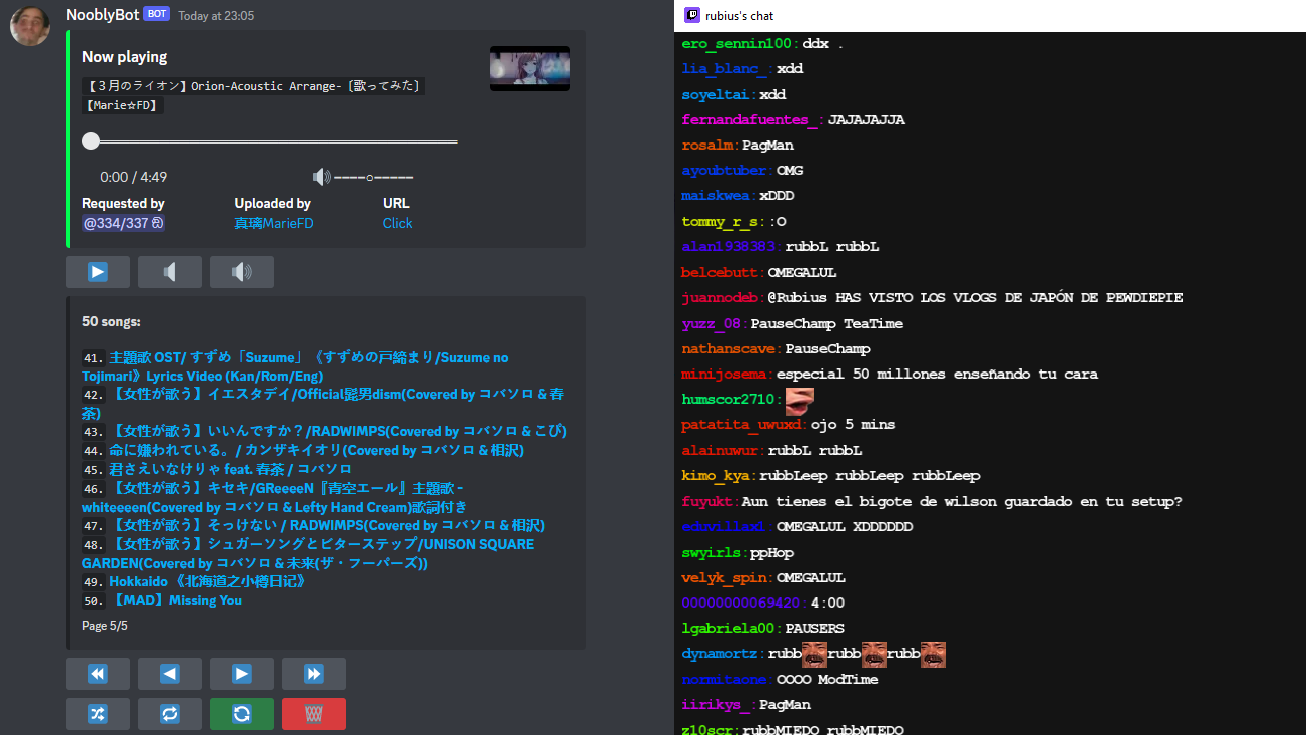 NooblyBot BOT Today at 23:05
Now playing
【３月のライオン】Orion-Acoustic Arrange-〔歌ってみた〕
【Marie☆FD】
0:00 / 4:49
Requested by Uploaded by URL
@334/337 真璃MarieFD Click
50 songs:
41. 主題歌 OST/ すずめ「Suzume」《すずめの戸締まり/Suzume no
Tojimari》Lyrics Video (Kan/Rom/Eng)
42. 【女性が歌う】イエスタデイ/Official髭男dism(Covered by コバソロ & 春
茶)
43. 【女性が歌う】いいんですか？/RADWIMPS(Covered by コバソロ & こぴ)
44. 命に嫌われている。/ カンザキイオリ(Covered by コバソロ & 相沢)
45. 君さえいなけりゃ feat. 春茶 / コバソロ
46. 【女性が歌う】キセキ/GReeeeN『青空エール』主題歌 -
whiteeeen(Covered by コバソロ & Lefty Hand Cream)歌詞付き
47. 【女性が歌う】そっけない / RADWIMPS(Covered by コバソロ & 相沢)
48. 【女性が歌う】シュガーソングとビターステップ/UNISON SQUARE
GARDEN(Covered by コバソロ & 未来(ザ・フーパーズ))
49. Hokkaido 《北海道之小樽日记》
50. 【MAD】Missing You
Page 5/5
rubius's chat
ero_sennin100: ddx .
lia_blanc_: xdd
soyeltai: xdd
fernandafuentes_: JAJAJAJJA
rosalm: PagMan
ayoubtuber: OMG
maiskwea: xDDD
tommy_r_s: :O
alan1938383: rubbL rubbL
belcebutt: OMEGALUL
juannodeb: @Rubius HAS VISTO LOS VLOGS DE JAPÓN DE PEWDIEPIE
yuzz_08: PauseChamp TeaTime
nathanscave: PauseChamp
minijosema: especial 50 millones enseñando tu cara
humscor2710:
patatita_uwuxd: ojo 5 mins
alainuwur: rubbL rubbL
kimo_kya: rubbLeep rubbLeep rubbLeep
fuyukt: Aun tienes el bigote de wilson guardado en tu setup?
eduvillaxl: OMEGALUL XDDDDDD
swyirls: ppHop
velyk_spin: OMEGALUL
00000000069420: 4:00
lgabriela00: PAUSERS
dynamortz: rubb rubb rubb
normitaone: OOOO ModTime
iirikys_: PagMan
z10scr: rubbMIEDO rubbMIEDO